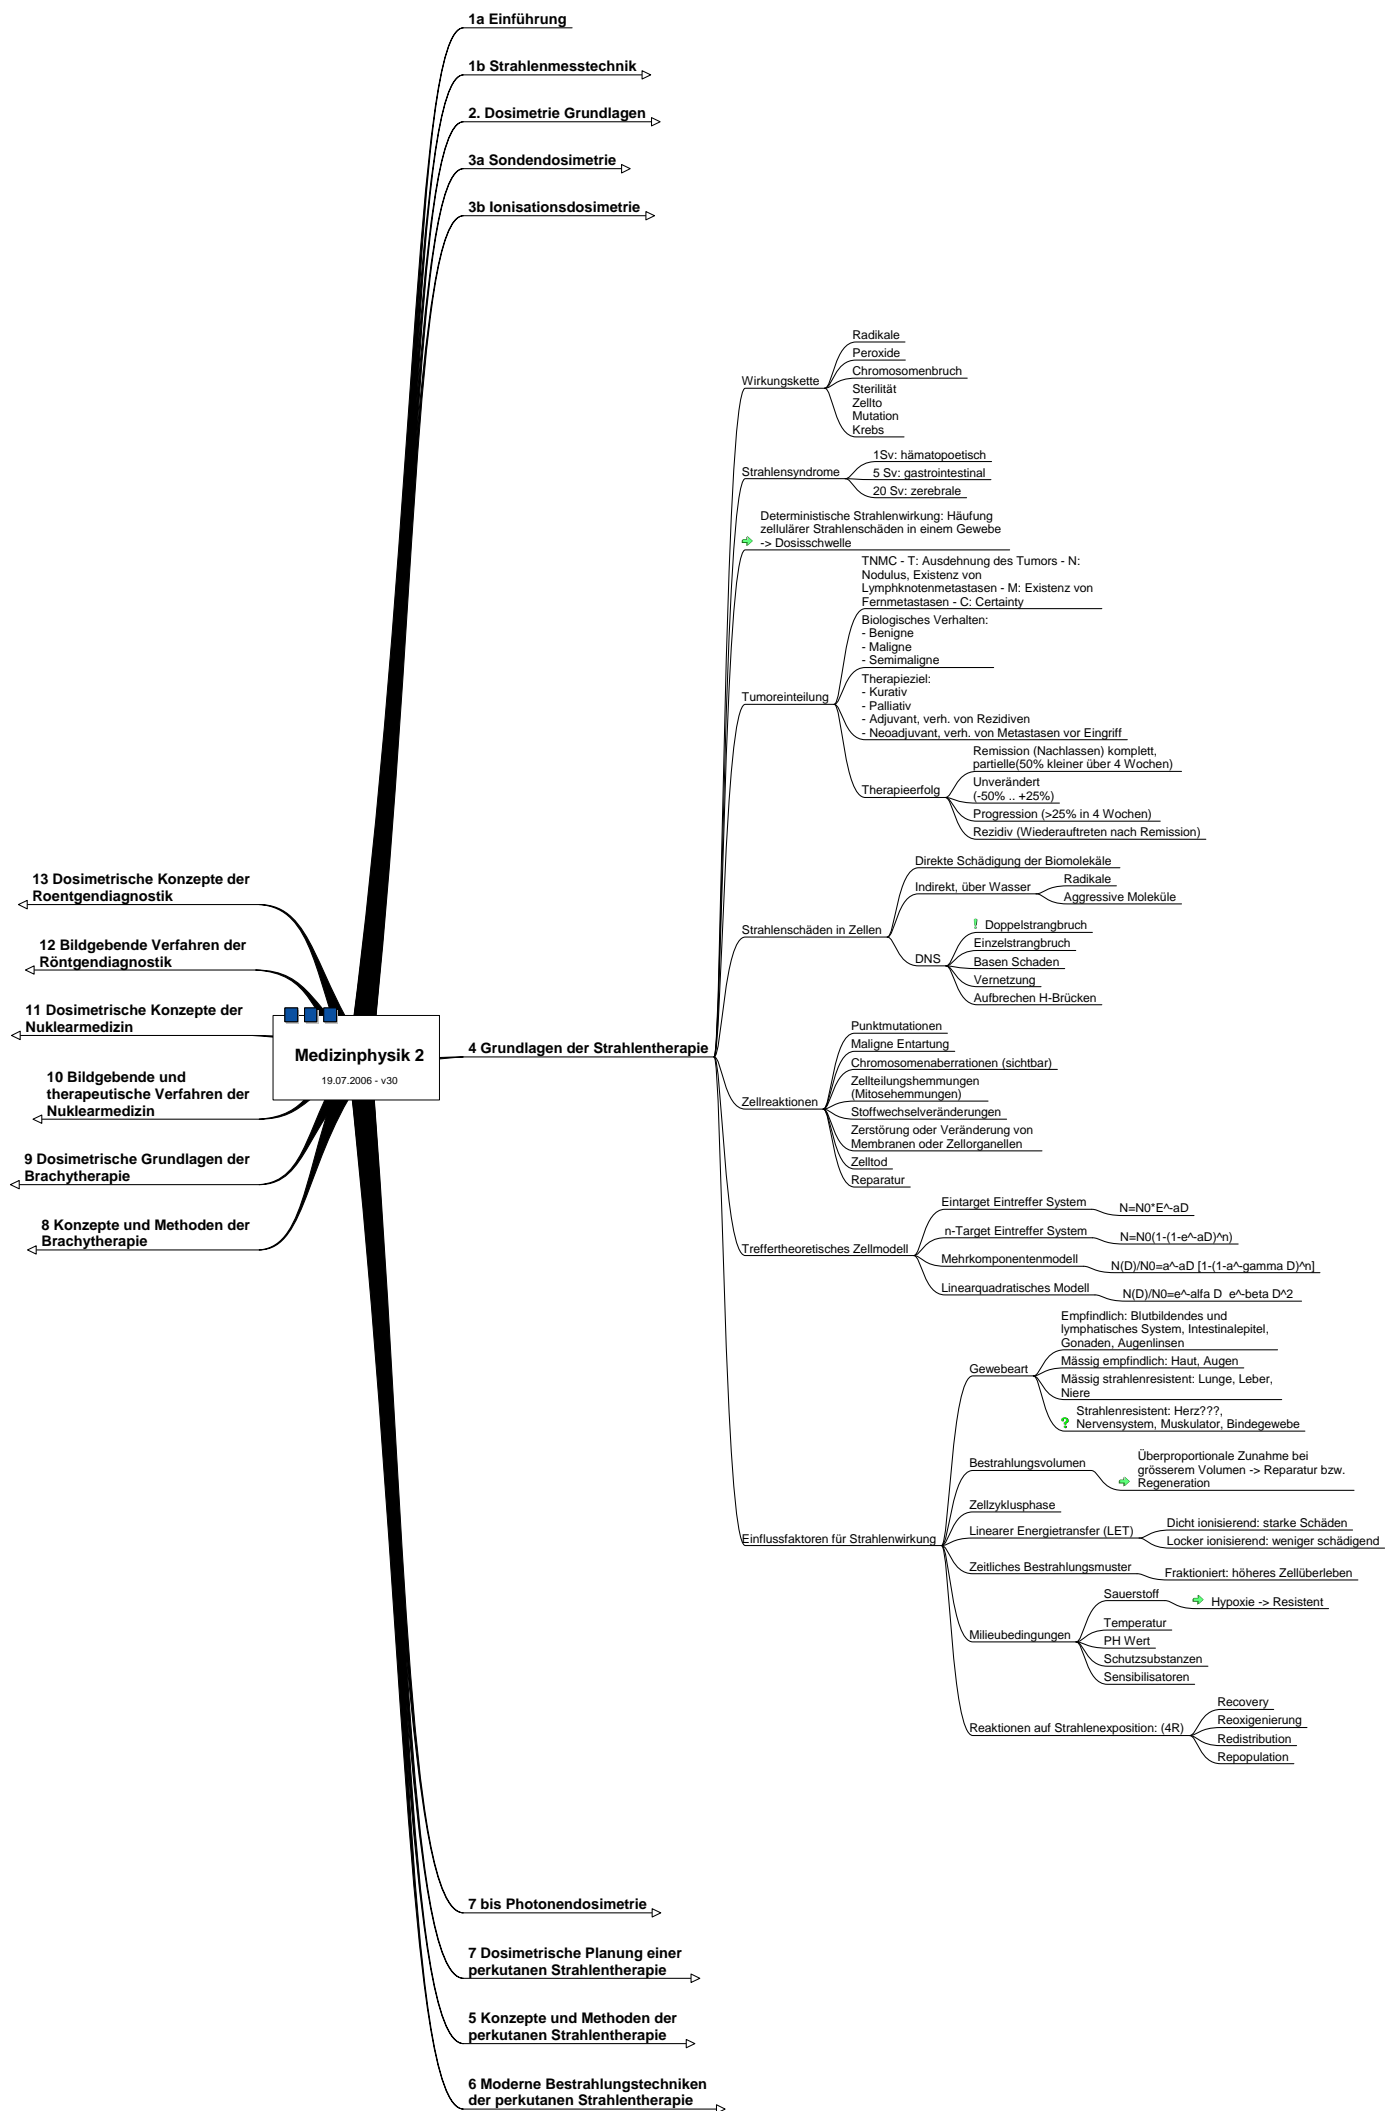 1a Einführung
1b Strahlenmesstechnik
2. Dosimetrie Grundlagen
3a Sondendosimetrie
3b Ionisationsdosimetrie
13 Dosimetrische Konzepte der
Roentgendiagnostik
12 Bildgebende Verfahren der
Röntgendiagnostik
11 Dosimetrische Konzepte der
Nuklearmedizin
10 Bildgebende und
therapeutische Verfahren der
Nuklearmedizin
9 Dosimetrische Grundlagen der
Brachytherapie
8 Konzepte und Methoden der
Brachytherapie
Medizinphysik 2
19.07.2006 - v30
4 Grundlagen der Strahlentherapie
Wirkungskette
Radikale
Peroxide
Chromosomenbruch
Sterilität
Zellto
Mutation
Krebs
Strahlensyndrome
1Sv: hämatopoetisch
5 Sv: gastrointestinal
20 Sv: zerebrale
Deterministische Strahlenwirkung: Häufung
zellulärer Strahlenschäden in einem Gewebe
-> Dosisschwelle
Tumoreinteilung
TNMC - T: Ausdehnung des Tumors - N:
Nodulus, Existenz von
Lymphknotenmetastasen - M: Existenz von
Fernmetastasen - C: Certainty
Biologisches Verhalten:
- Benigne
- Maligne
- Semimaligne
Therapieziel:
- Kurativ
- Palliativ
- Adjuvant, verh. von Rezidiven
- Neoadjuvant, verh. von Metastasen vor Eingriff
Therapieerfolg
Remission (Nachlassen) komplett,
partielle(50% kleiner über 4 Wochen)
Unverändert
(-50% .. +25%)
Progression (>25% in 4 Wochen)
Rezidiv (Wiederauftreten nach Remission)
Strahlenschäden in Zellen
Direkte Schädigung der Biomolekäle
Indirekt, über Wasser
Radikale
Aggressive Moleküle
DNS
! Doppelstrangbruch
Einzelstrangbruch
Basen Schaden
Vernetzung
Aufbrechen H-Brücken
Zellreaktionen
Punktmutationen
Maligne Entartung
Chromosomenaberrationen (sichtbar)
Zellteilungshemmungen
(Mitosehemmungen)
Stoffwechselveränderungen
Zerstörung oder Veränderung von
Membranen oder Zellorganellen
Zelltod
Reparatur
Treffertheoretisches Zellmodell
Eintarget Eintreffer System
N=N0*E^-aD
n-Target Eintreffer System
N=N0(1-(1-e^-aD)^n)
Mehrkomponentenmodell
N(D)/N0=a^-aD [1-(1-a^-gamma D)^n]
Linearquadratisches Modell
N(D)/N0=e^-alfa D  e^-beta D^2
Einflussfaktoren für Strahlenwirkung
Gewebeart
Empfindlich: Blutbildendes und
lymphatisches System, Intestinalepitel,
Gonaden, Augenlinsen
Mässig empfindlich: Haut, Augen
Mässig strahlenresistent: Lunge, Leber,
Niere
? Strahlenresistent: Herz???,
Nervensystem, Muskulator, Bindegewebe
Bestrahlungsvolumen
Überproportionale Zunahme bei
grösserem Volumen -> Reparatur bzw.
Regeneration
Zellzyklusphase
Linearer Energietransfer (LET)
Dicht ionisierend: starke Schäden
Locker ionisierend: weniger schädigend
Zeitliches Bestrahlungsmuster
Fraktioniert: höheres Zellüberleben
Milieubedingungen
Sauerstoff
Hypoxie -> Resistent
Temperatur
PH Wert
Schutzsubstanzen
Sensibilisatoren
Reaktionen auf Strahlenexposition: (4R)
Recovery
Reoxigenierung
Redistribution
Repopulation
7 bis Photonendosimetrie
7 Dosimetrische Planung einer
perkutanen Strahlentherapie
5 Konzepte und Methoden der
perkutanen Strahlentherapie
6 Moderne Bestrahlungstechniken
der perkutanen Strahlentherapie